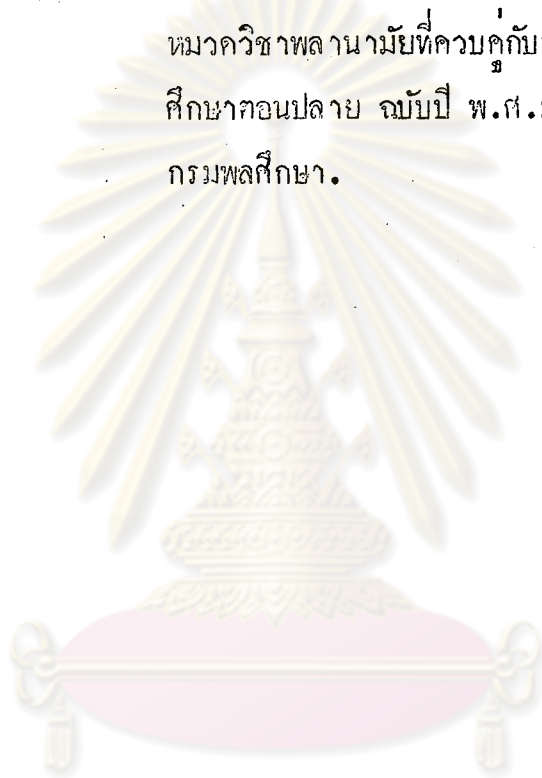 หมวดวิชาพลานามัยที่ควบคู่กับ
ศึกษาตอนปลาย ฉบับปี พ.ศ.
กรมพลศึกษา.